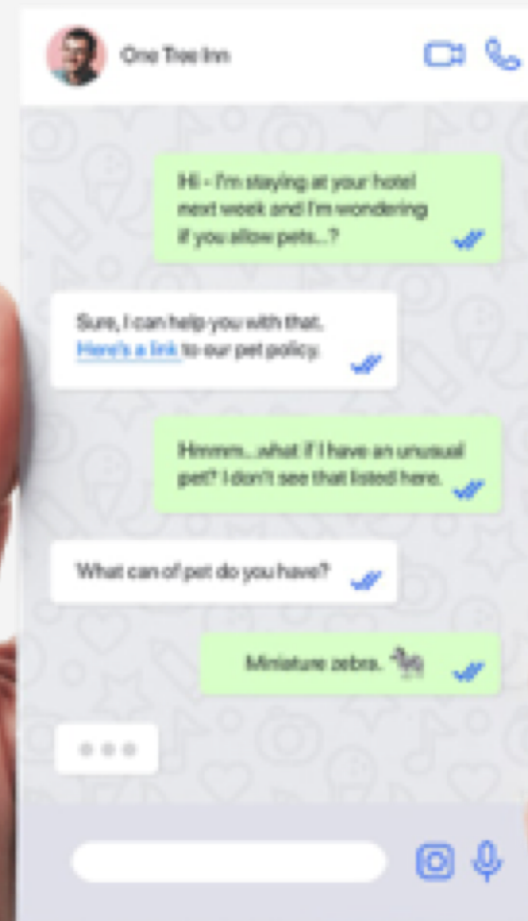 One Tree Inn
Hi - I'm staying at your hotel
next week and I'm wondering
if you allow pets...?
Sure, I can help you with that.
Here's a link to our pet policy.
Hmmm...what if I have an unusual
pet? I don't see that listed here.
What can of pet do you have?
Miniature zebra.